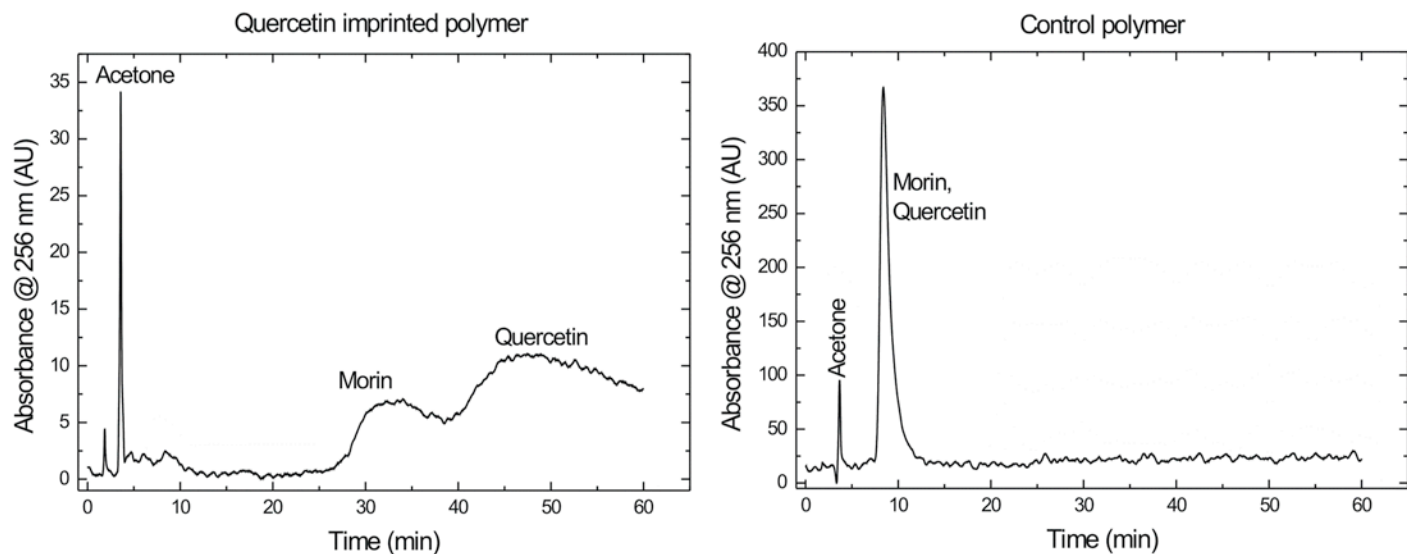 Quercetin imprinted polymer
Absorbance @ 256 nm (AU)
35
30
25
20
15
10
5
0
Acetone
Morin
Quercetin
0 10 20 30 40 50 60
Time (min)
Control polymer
Absorbance @ 256 nm (AU)
400
350
300
250
200
150
100
50
0
Acetone
Morin,
Quercetin
0 10 20 30 40 50 60
Time (min)